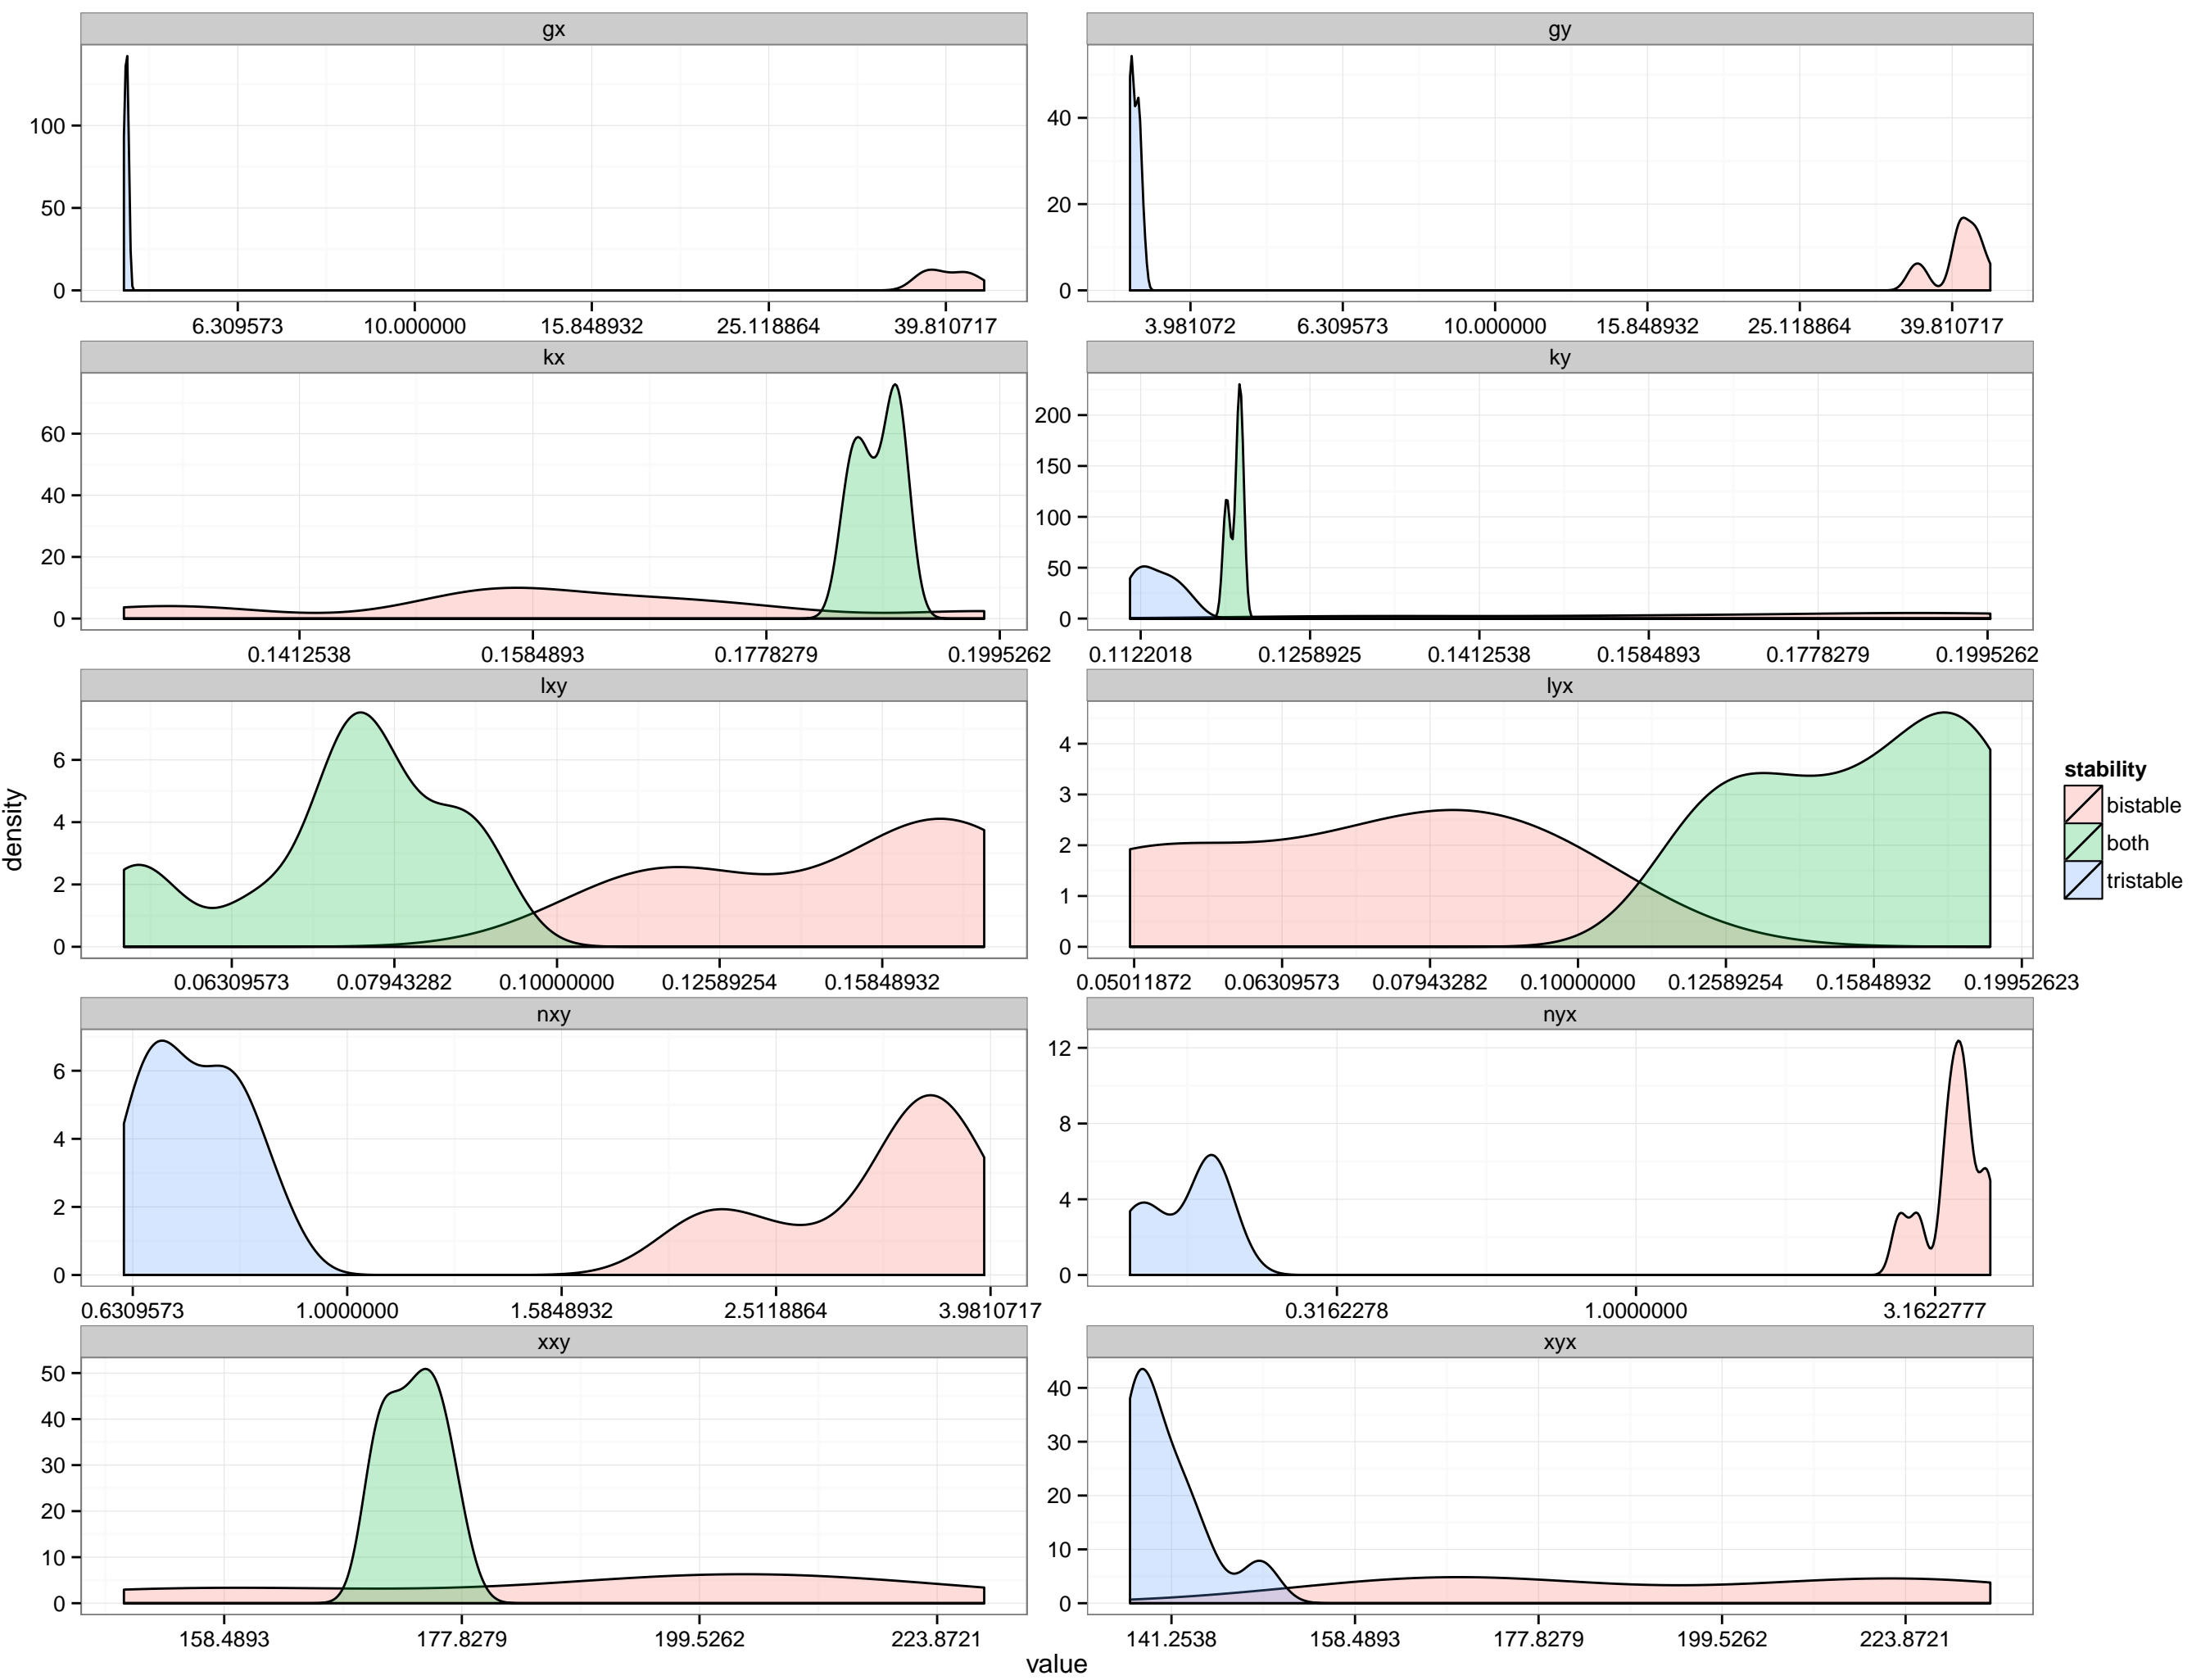 gx
gy
100
50
0
6.309573 10.000000 15.848932 25.118864 39.810717
40
20
0
3.981072 6.309573 10.000000 15.848932 25.118864 39.810717
kx
ky
60
40
20
0
0.1412538 0.1584893 0.1778279 0.1995262
200
150
100
50
0
0.1122018 0.1258925 0.1412538 0.1584893 0.1778279 0.1995262
lxy
lyx
6
4
2
0
0.06309573 0.07943282 0.10000000 0.12589254 0.15848932
4
3
2
1
0
0.05011872 0.06309573 0.07943282 0.10000000 0.12589254 0.15848932 0.19952623
nxy
nyx
6
4
2
0
0.6309573 1.0000000 1.5848932 2.5118864 3.9810717
12
8
4
0
0.3162278 1.0000000 3.1622777
xxy
xyx
50
40
30
20
10
0
158.4893 177.8279 199.5262 223.8721
40
30
20
10
0
141.2538 158.4893 177.8279 199.5262 223.8721
density
value
stability
bistable
both
tristable